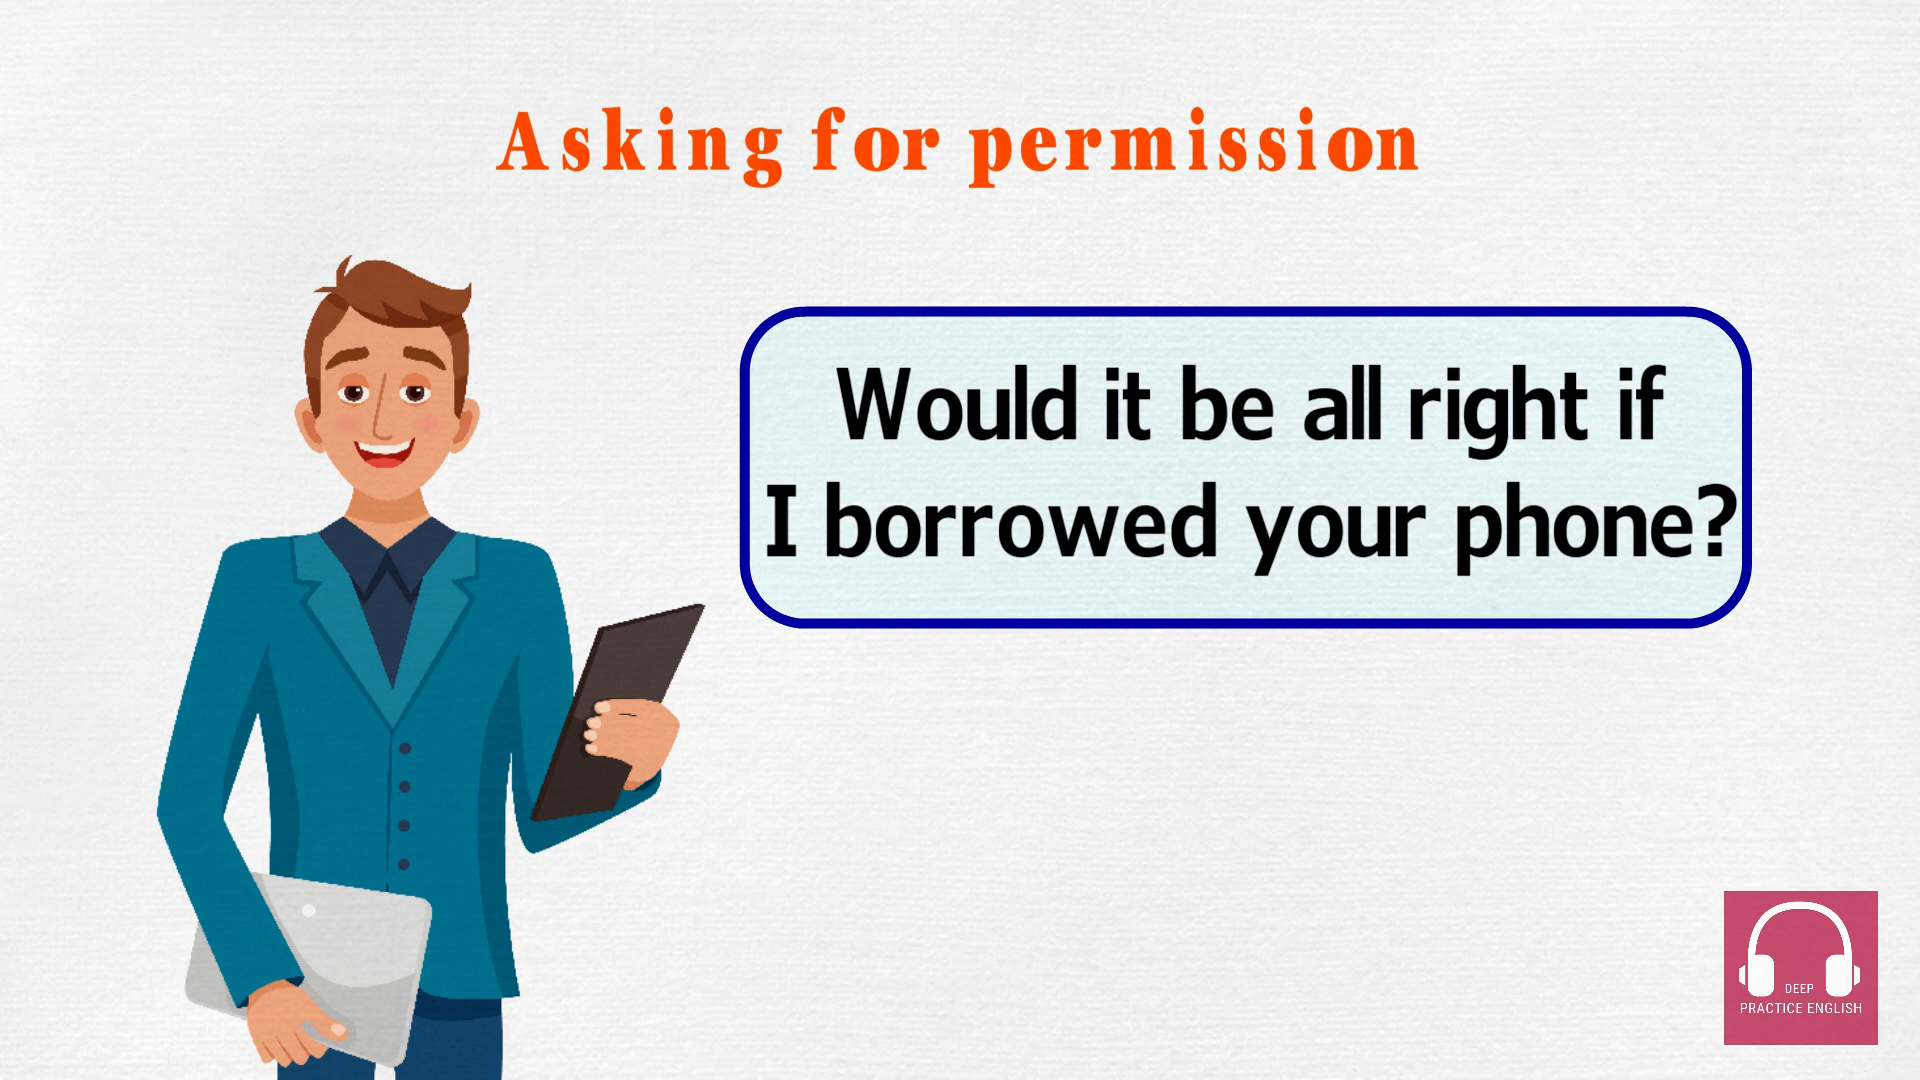 Asking for permission
Would it be all right if
I borrowed your phone?
DEEP
PRACTICE ENGLISH